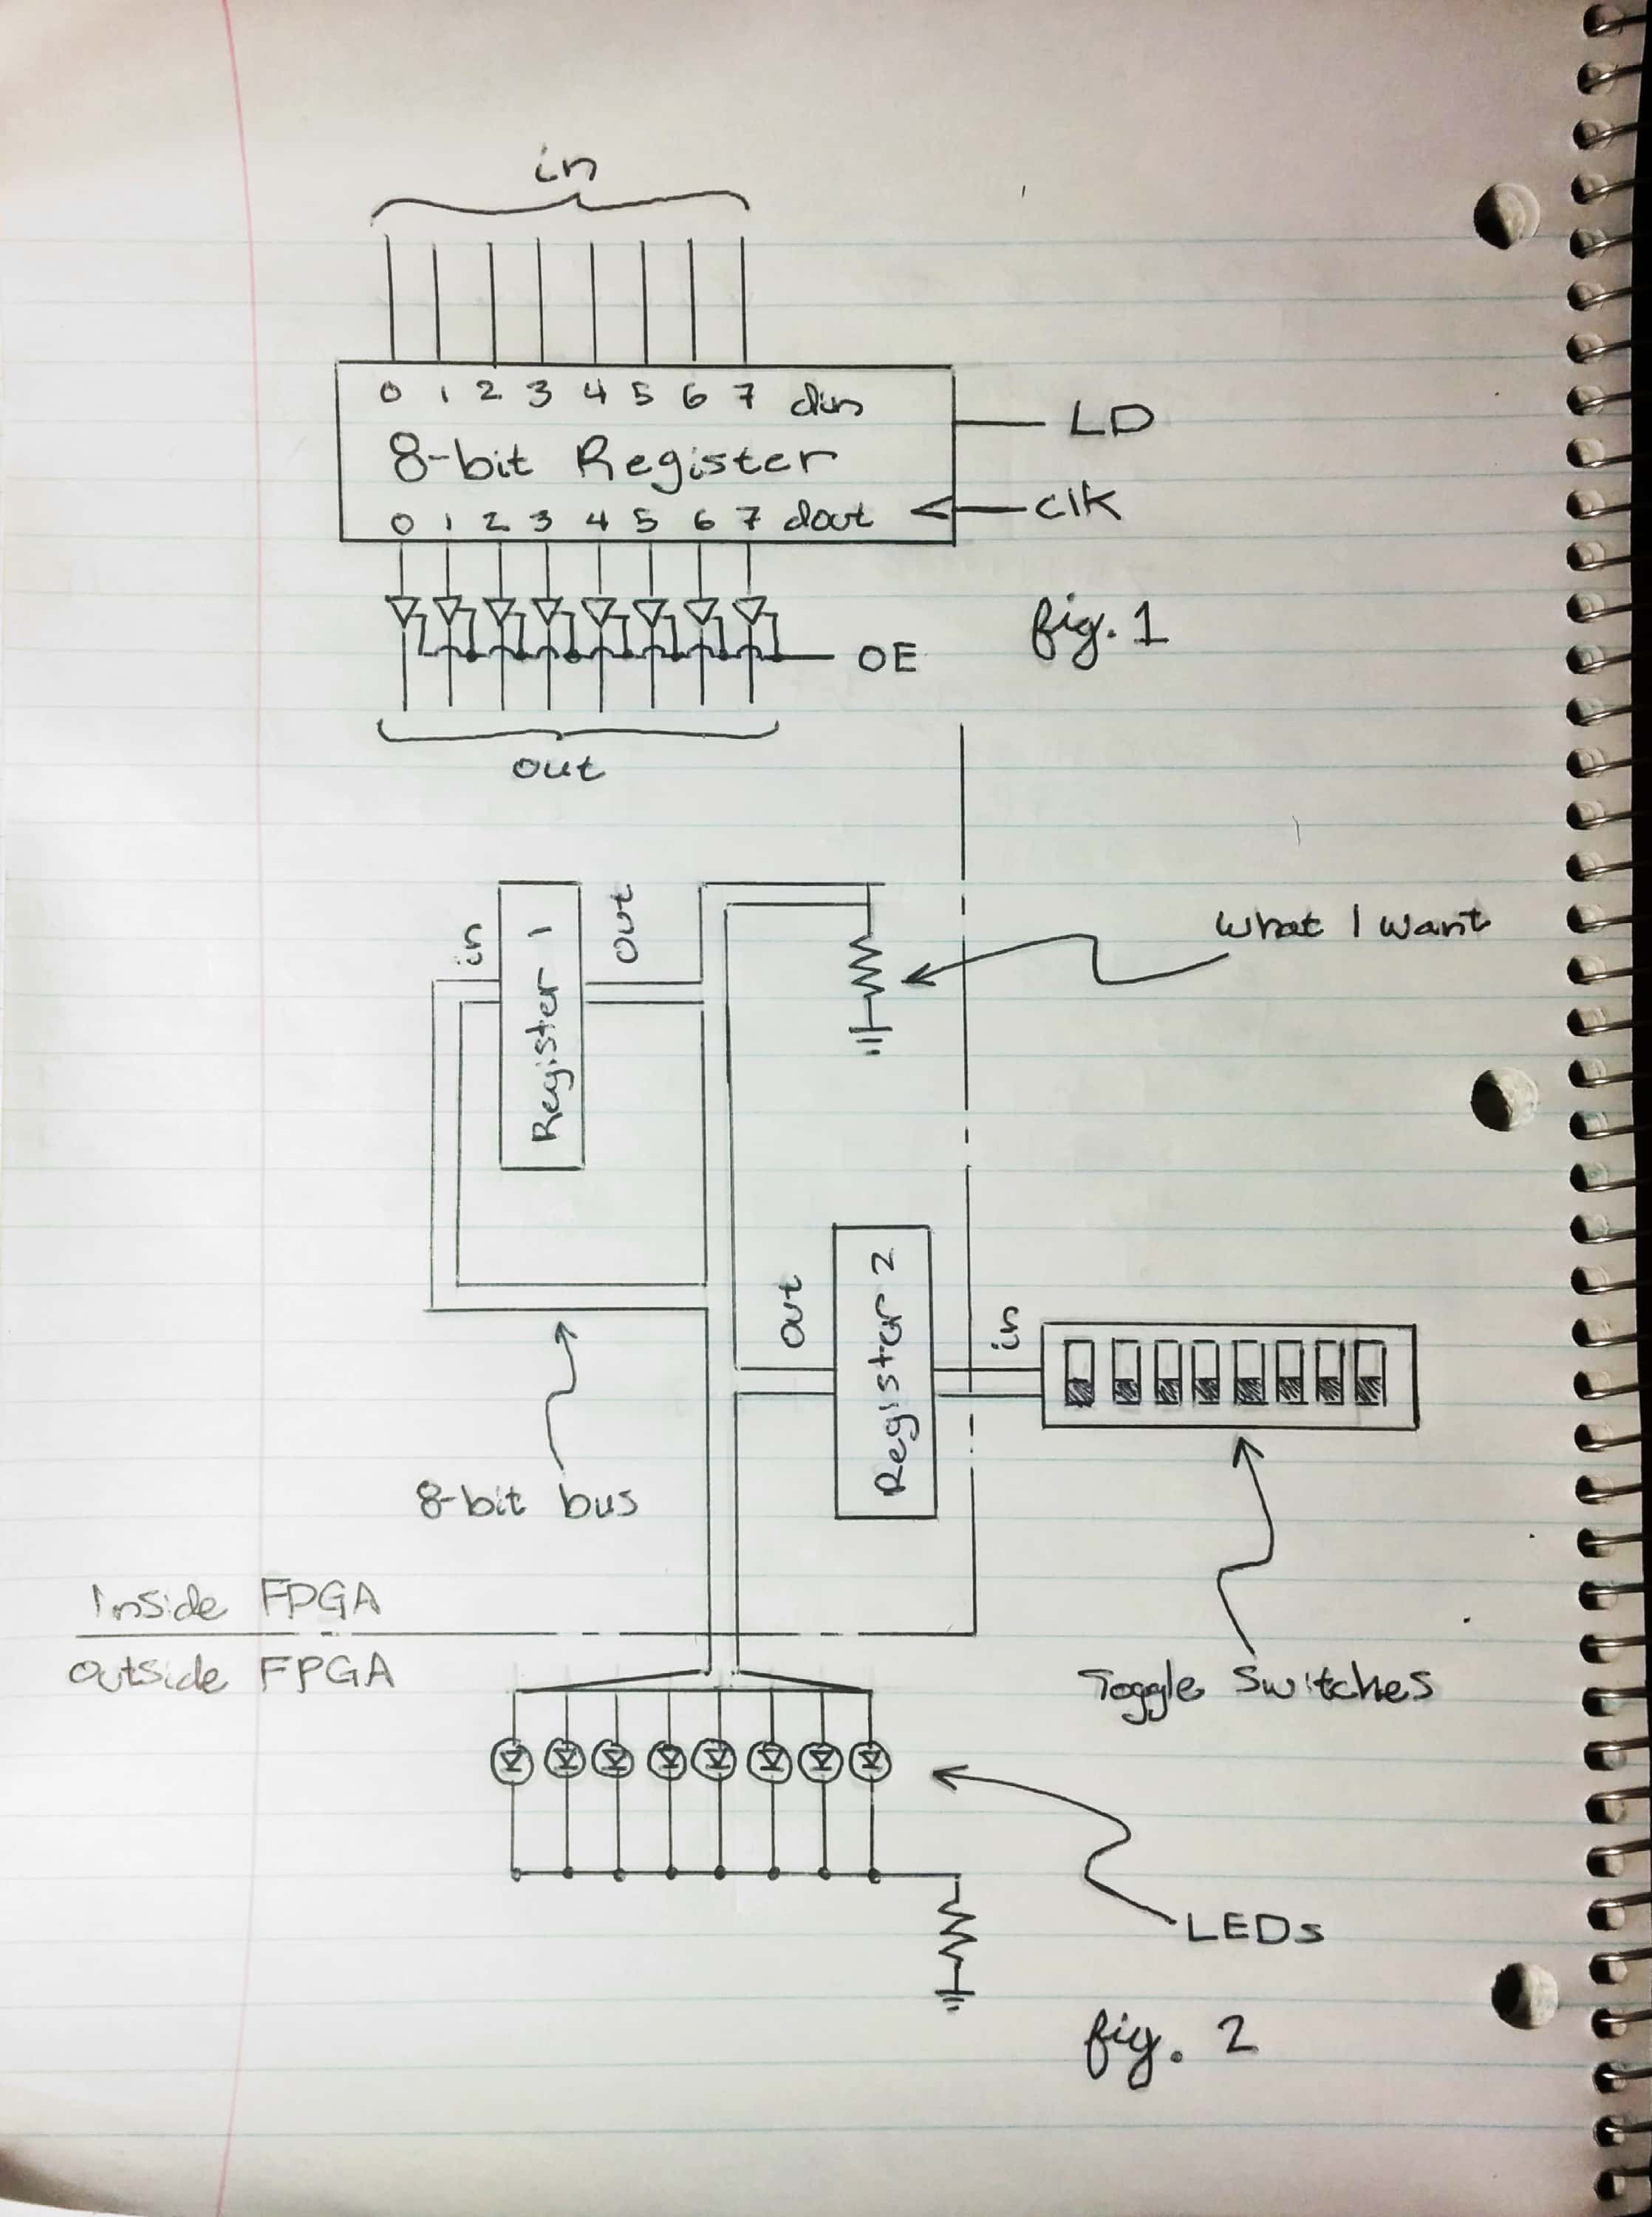 in
0 1 2 3 4 5 6 7 din
LD
8-bit Register
0 1 2 3 4 5 6 7 dout
clk
fig. 1
OE
out
in
Register 1
out
What I want
out
Register 2
in
8-bit bus
Inside FPGA
Outside FPGA
Toggle Switches
LEDs
fig. 2